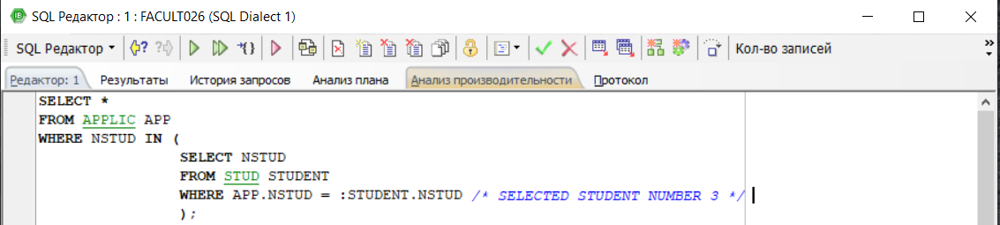 SQL Редактор : 1 : FACULT026 (SQL Dialect 1)
SQL Редактор Кол-во записей
Редактор: 1 Результаты История запросов Анализ плана Анализ производительности Протокол
SELECT *
FROM APPLIC APP
WHERE NSTUD IN (
SELECT NSTUD
FROM STUD STUDENT
WHERE APP.NSTUD = :STUDENT.NSTUD /* SELECTED STUDENT NUMBER 3 */
);